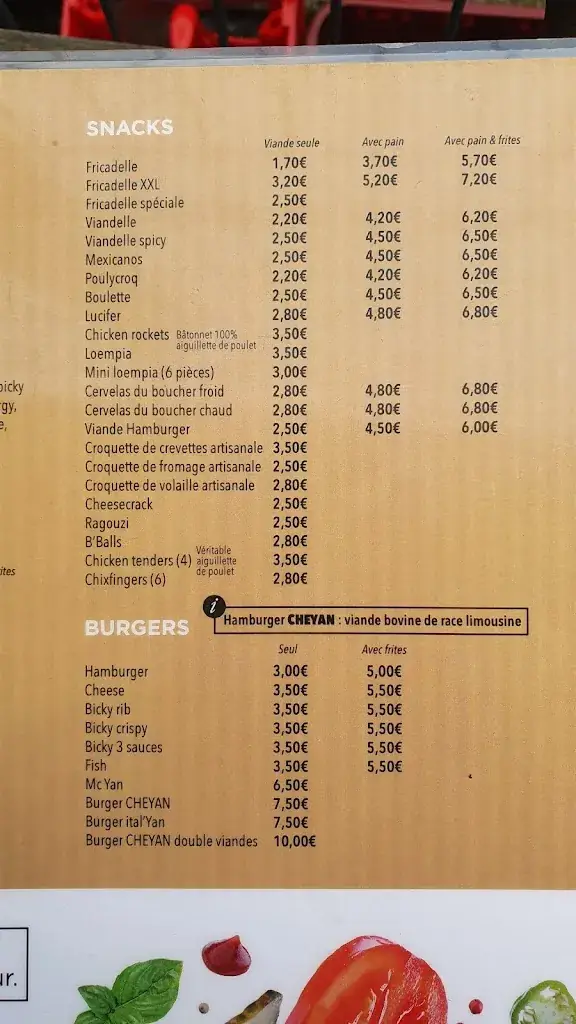 SNACKS
Viande seule Avec pain Avec pain & frites
Fricadelle 1,70€ 3,70€ 5,70€
Fricadelle XXL 3,20€ 5,20€ 7,20€
Fricadelle spéciale 2,50€
Viandelle 2,20€ 4,20€ 6,20€
Viandelle spicy 2,50€ 4,50€ 6,50€
Mexicanos 2,50€ 4,50€ 6,50€
Poulycroq 2,20€ 4,20€ 6,20€
Boulette 2,50€ 4,50€ 6,50€
Lucifer 2,80€ 4,80€ 6,80€
Chicken rockets Bâtonnet 100% aiguillette de poulet 3,50€
Loempia 3,50€
Mini loempia (6 pièces) 3,00€
Cervelas du boucher froid 2,80€ 4,80€ 6,80€
Cervelas du boucher chaud 2,80€ 4,80€ 6,80€
Viande Hamburger 2,50€ 4,50€ 6,00€
Croquette de crevettes artisanale 3,50€
Croquette de fromage artisanale 2,50€
Croquette de volaille artisanale 2,80€
Cheesecrack 2,50€
Ragouzi 2,50€
B'Balls 2,80€
Chicken tenders (4) Véritable aiguillette de poulet 3,50€
Chixfingers (6) 2,80€
i Hamburger CHEYAN : viande bovine de race limousine
BURGERS
Seul Avec frites
Hamburger 3,00€ 5,00€
Cheese 3,50€ 5,50€
Bicky rib 3,50€ 5,50€
Bicky crispy 3,50€ 5,50€
Bicky 3 sauces 3,50€ 5,50€
Fish 3,50€ 5,50€
Mc Yan 6,50€
Burger CHEYAN 7,50€
Burger ital'Yan 7,50€
Burger CHEYAN double viandes 10,00€